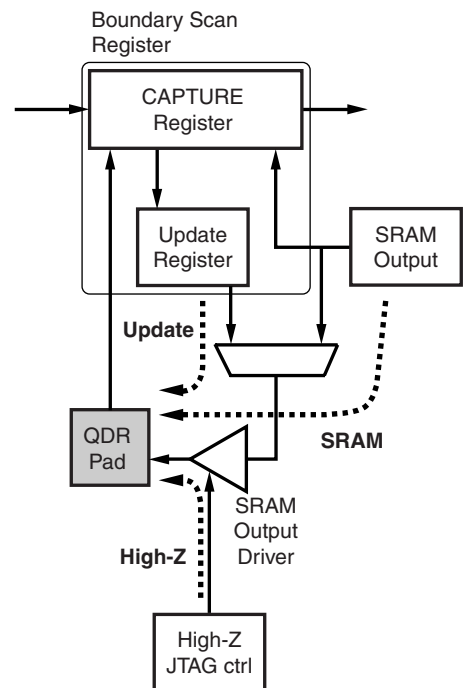 Boundary Scan
Register
CAPTURE
Register
Update
Register
SRAM
Output
Update
SRAM
QDR
Pad
SRAM
Output
Driver
High-Z
High-Z
JTAG ctrl